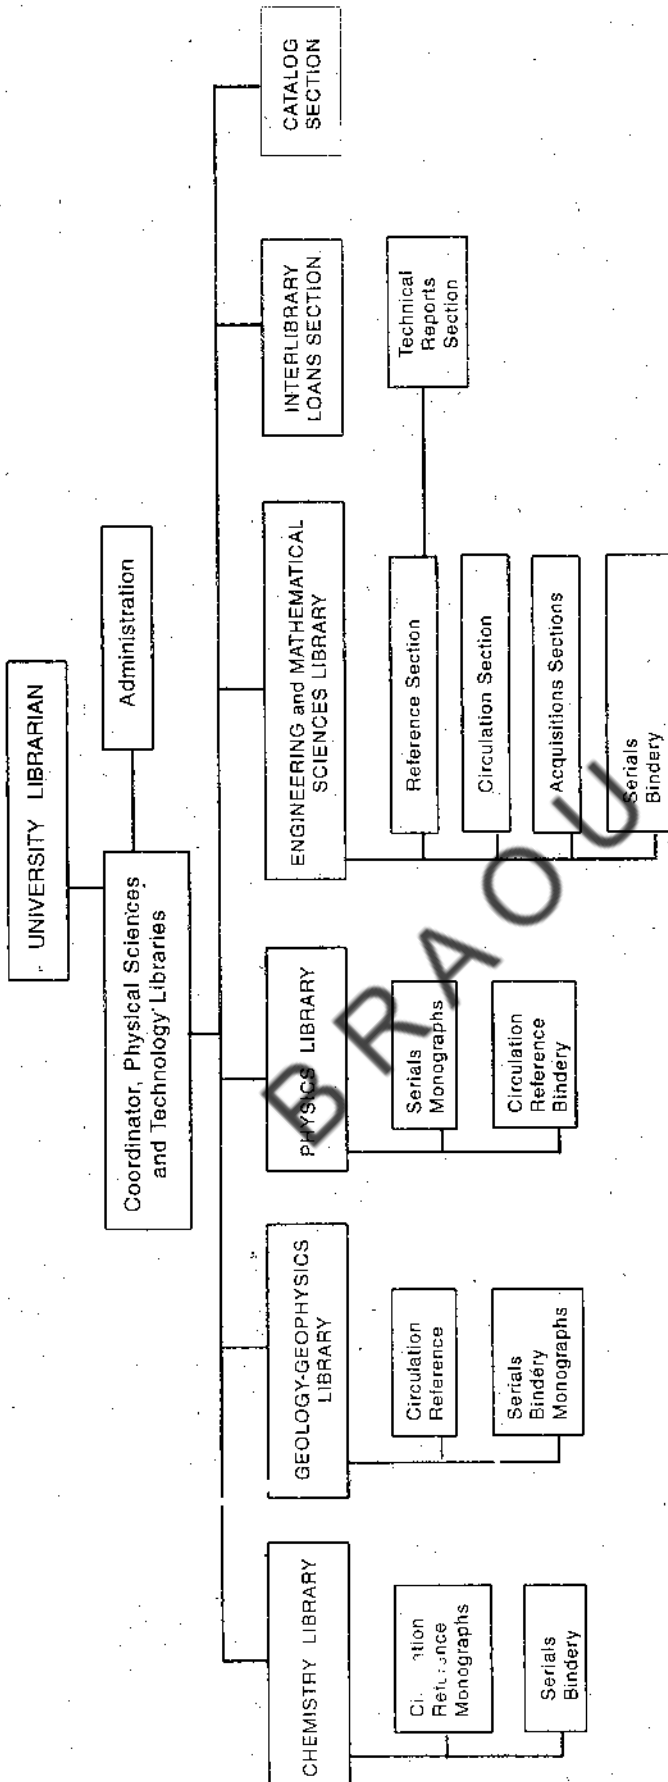 UNIVERSITY LIBRARIAN
Coordinator, Physical Sciences
and Technology Libraries
Administration
CHEMISTRY LIBRARY
GEOLOGY-GEOPHYSICS
LIBRARY
PHYSICS LIBRARY
ENGINEERING and MATHEMATICAL
SCIENCES LIBRARY
INTERLIBRARY
LOANS SECTION
CATALOG
SECTION
Monographs
Serials
Bindery
Circulation
Reference
Serials
Bindery
Monographs
Serials
Monographs
Circulation
Reference
Bindery
Reference Section
Circulation Section
Acquisitions Sections
Serials
Bindery
Technical
Reports
Section
BRAOU